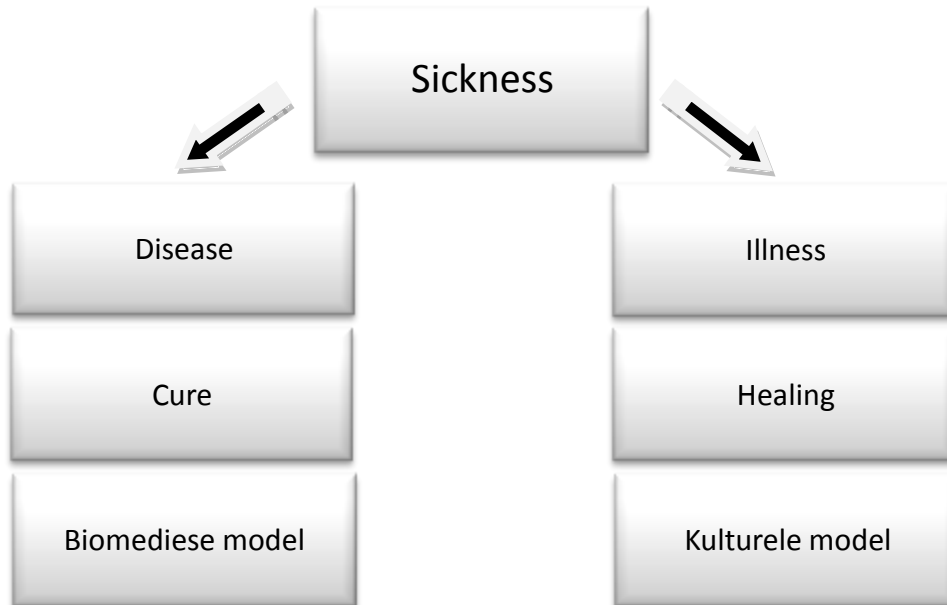 Sickness
Disease
Illness
Cure
Healing
Biomediese model
Kulturele model